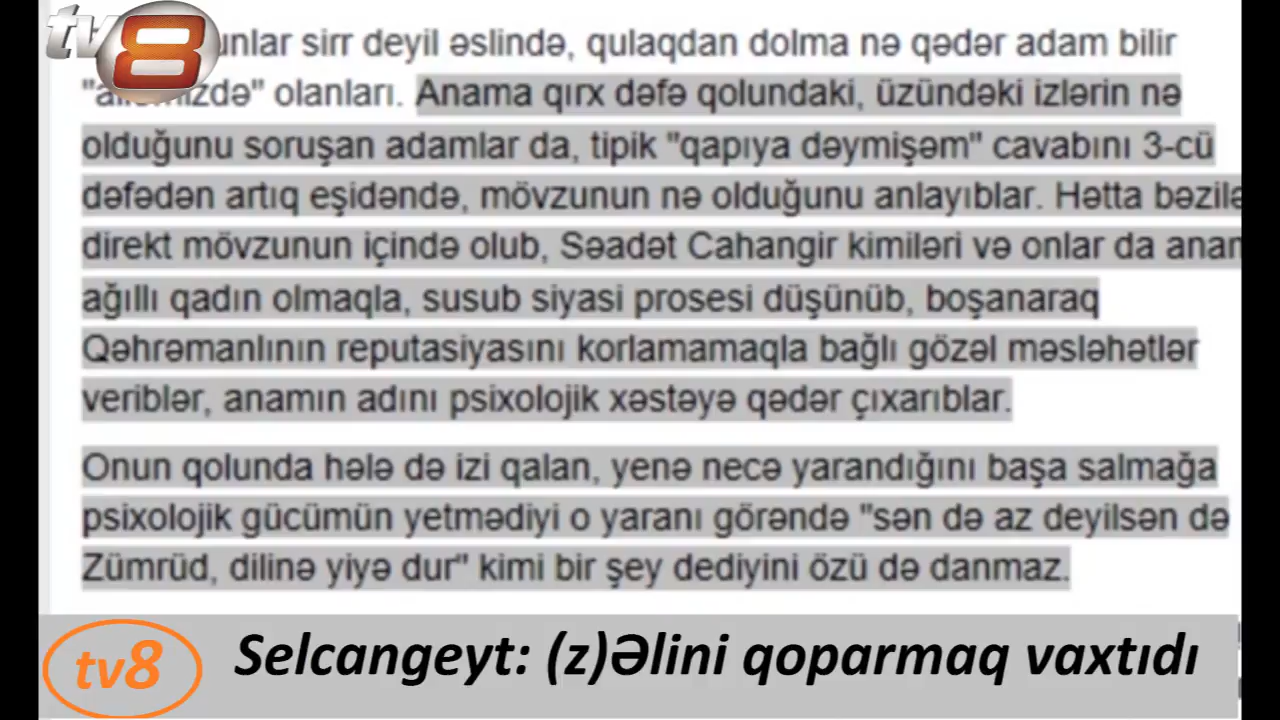 tv8
sirr deyil əslində, qulaqdan dolma nə qədər adam bilir
olanları. Anama qırx dəfə qolundakı, üzündəki izlərin nə
olduğunu soruşan adamlar da, tipik "qapıya dəymişəm" cavabını 3-cü
dəfədən artıq eşidəndə, mövzunun nə olduğunu anlayıblar. Hətta
direkt mövzunun içində olub, Səadət Cahangir kimiləri və onlar da
ağıllı qadın olmaqla, susub siyasi prosesi düşünüb, boşanaraq
Qəhrəmanlının reputasiyasını korlamamaqla bağlı gözəl məsləhətlər
veriblər, anamın adını psixolojik xəstəyə qədər çıxarıblar.
Onun qolunda hələ də izi qalan, yenə necə yarandığını başa salmağa
psixolojik gücümün yetmədiyi o yaranı görəndə "sən də az deyilsən də
Zümrüd, dilinə yiyə dur" kimi bir şey dediyini özü də danmaz.
tv8 Selcangeyt: (z)Əlini qoparmaq vaxtıdı